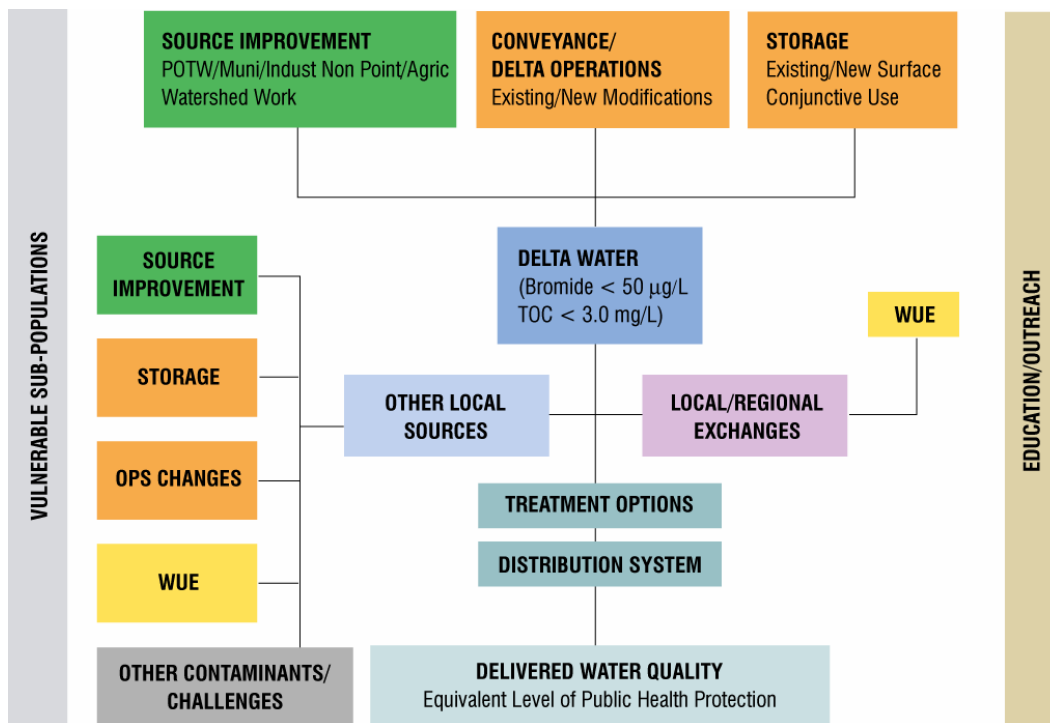 VULNERABLE SUB-POPULATIONS
SOURCE IMPROVEMENT
POTW/Muni/Indust Non Point/Agric
Watershed Work
CONVEYANCE/
DELTA OPERATIONS
Existing/New Modifications
STORAGE
Existing/New Surface
Conjunctive Use
DELTA WATER
(Bromide < 50 µg/L
TOC < 3.0 mg/L)
SOURCE
IMPROVEMENT
STORAGE
OPS CHANGES
WUE
OTHER CONTAMINANTS/
CHALLENGES
OTHER LOCAL
SOURCES
LOCAL/REGIONAL
EXCHANGES
WUE
TREATMENT OPTIONS
DISTRIBUTION SYSTEM
DELIVERED WATER QUALITY
Equivalent Level of Public Health Protection
EDUCATION/OUTREACH